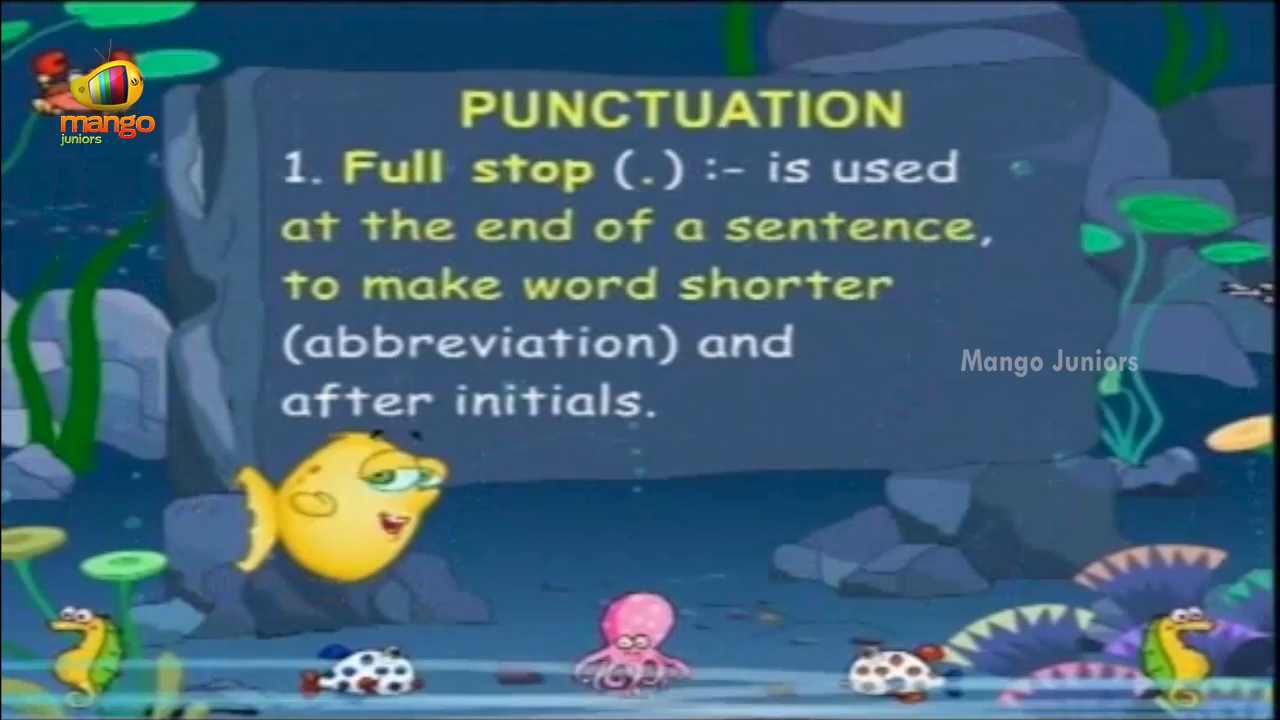 mango
juniors
PUNCTUATION
1. Full stop (.) :- is used
at the end of a sentence,
to make word shorter
(abbreviation) and
after initials.
Mango Juniors